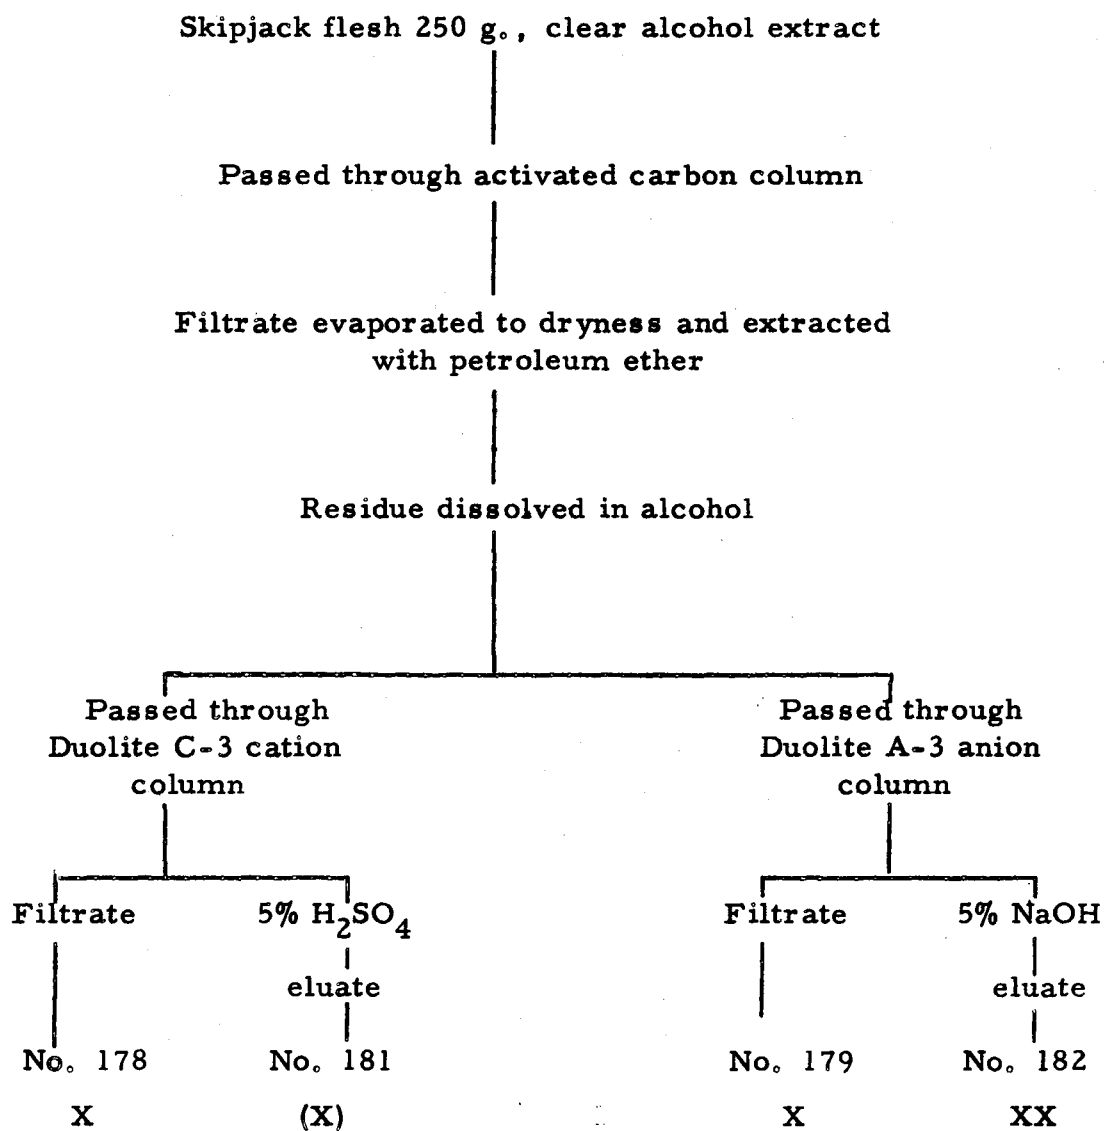 Skipjack flesh 250 g., clear alcohol extract
Passed through activated carbon column
Filtrate evaporated to dryness and extracted
with petroleum ether
Residue dissolved in alcohol
Passed through
Duolite C-3 cation
column
Passed through
Duolite A-3 anion
column
Filtrate
5% H₂SO₄
eluate
Filtrate
5% NaOH
eluate
No. 178
No. 181
No. 179
No. 182
X
(X)
X
XX